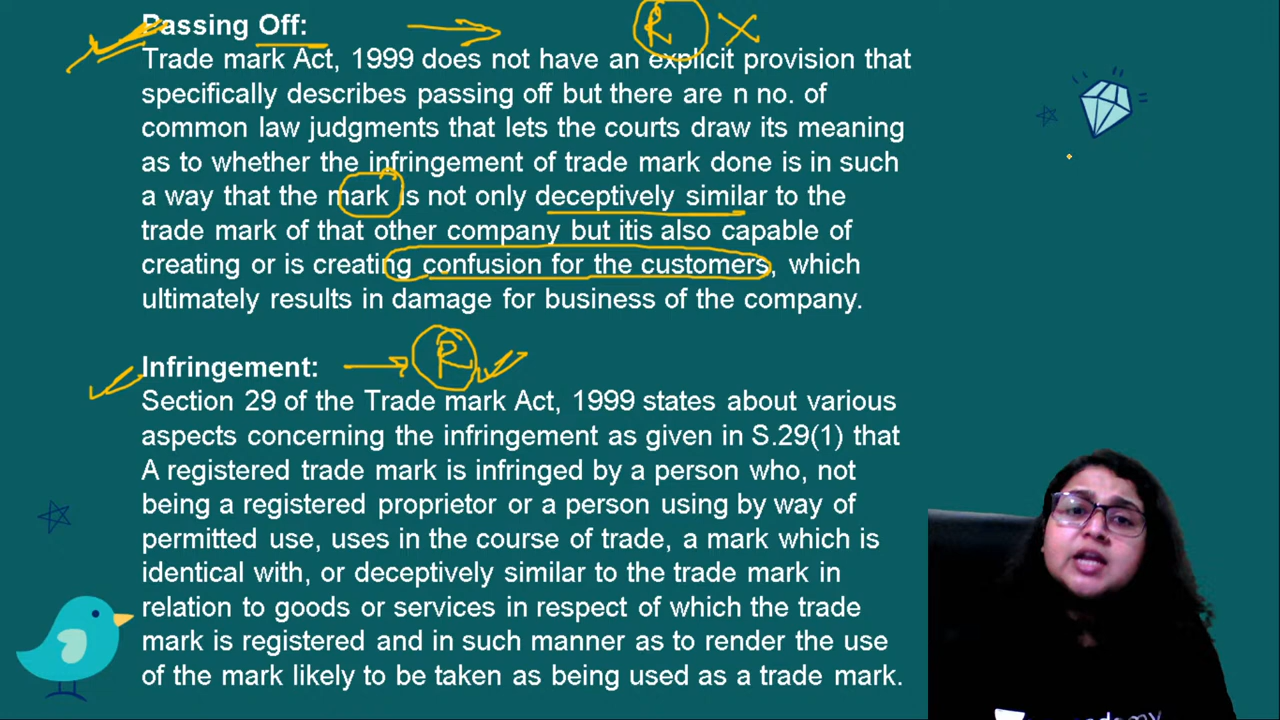 Passing Off:
R
Trade mark Act, 1999 does not have an explicit provision that
specifically describes passing off but there are n no. of
common law judgments that lets the courts draw its meaning
as to whether the infringement of trade mark done is in such
a way that the mark is not only deceptively similar to the
trade mark of that other company but itis also capable of
creating or is creating confusion for the customers, which
ultimately results in damage for business of the company.
Infringement:
R
Section 29 of the Trade mark Act, 1999 states about various
aspects concerning the infringement as given in S.29(1) that
A registered trade mark is infringed by a person who, not
being a registered proprietor or a person using by way of
permitted use, uses in the course of trade, a mark which is
identical with, or deceptively similar to the trade mark in
relation to goods or services in respect of which the trade
mark is registered and in such manner as to render the use
of the mark likely to be taken as being used as a trade mark.